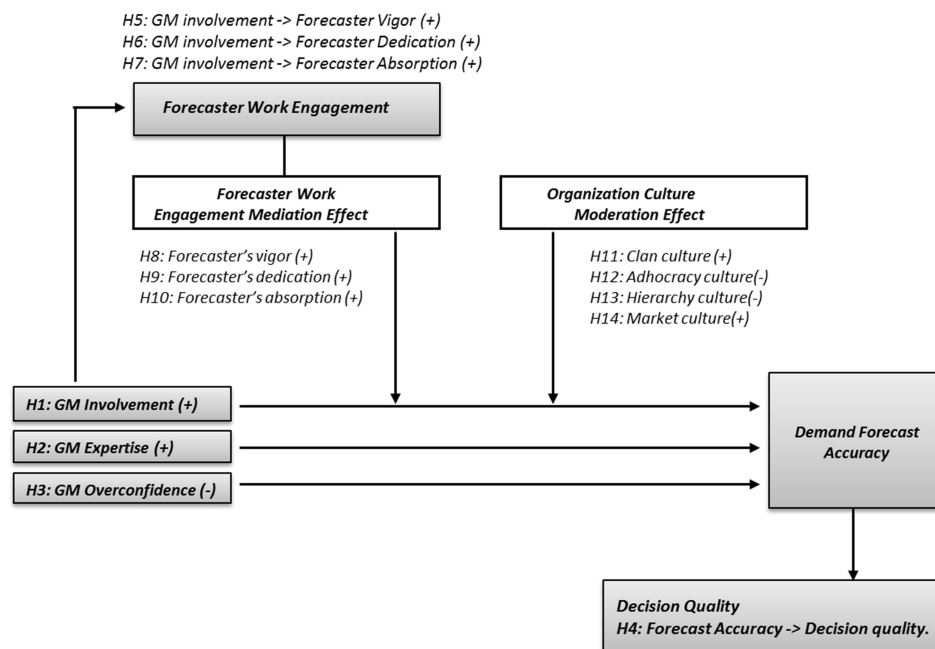 H5: GM involvement -> Forecaster Vigor (+)
H6: GM involvement -> Forecaster Dedication (+)
H7: GM involvement -> Forecaster Absorption (+)
Forecaster Work Engagement
Forecaster Work
Engagement Mediation Effect
Organization Culture
Moderation Effect
H8: Forecaster’s vigor (+)
H9: Forecaster’s dedication (+)
H10: Forecaster’s absorption (+)
H11: Clan culture (+)
H12: Adhocracy culture(-)
H13: Hierarchy culture(-)
H14: Market culture(+)
H1: GM Involvement (+)
H2: GM Expertise (+)
H3: GM Overconfidence (-)
Demand Forecast
Accuracy
Decision Quality
H4: Forecast Accuracy -> Decision quality.